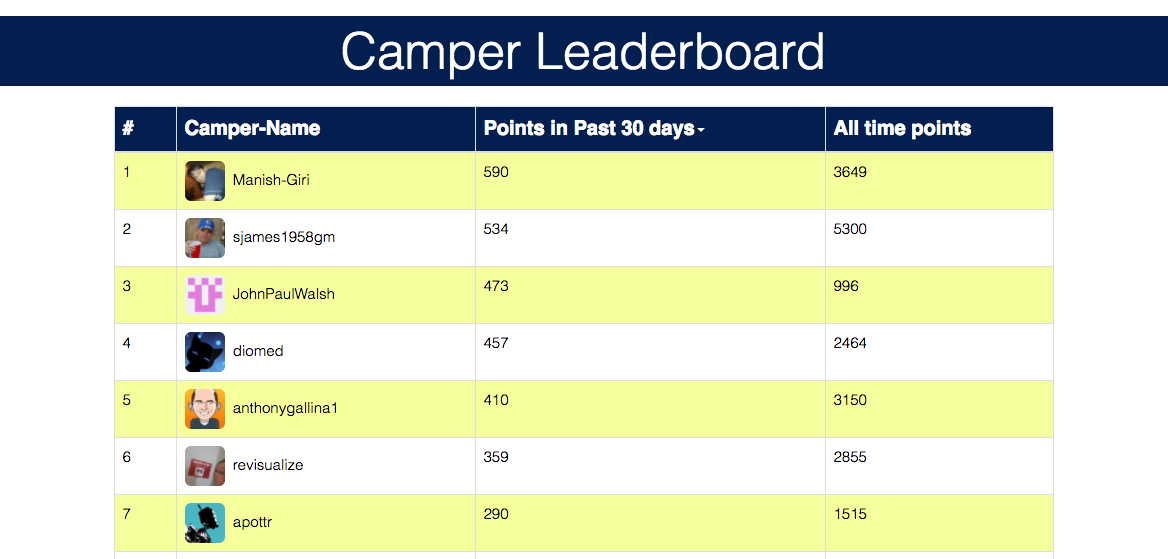 Camper Leaderboard
# Camper-Name Points in Past 30 days All time points
1 Manish-Giri 590 3649
2 sjames1958gm 534 5300
3 JohnPaulWalsh 473 996
4 diomed 457 2464
5 anthonygallina1 410 3150
6 revisualize 359 2855
7 apottr 290 1515